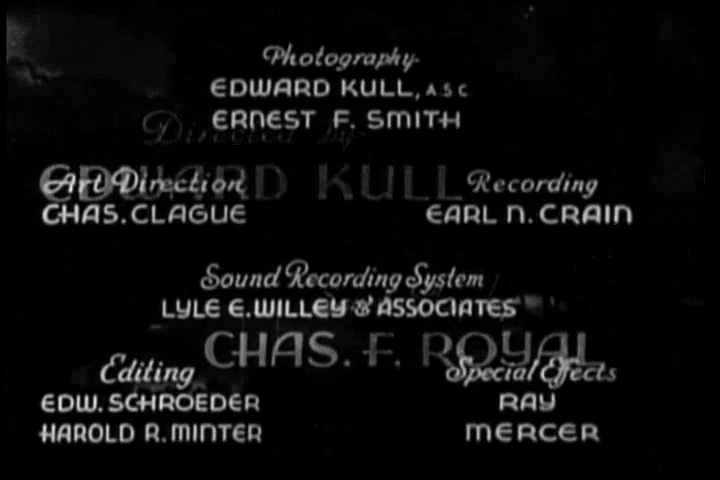 Photography
EDWARD KULL, A.S.C.
ERNEST F. SMITH
Directed by
EDWARD KULL
Art Direction
CHAS. CLAGUE
Recording
EARL N. CRAIN
Sound Recording System
LYLE E. WILLEY & ASSOCIATES
CHAS. F. ROYAL
Editing
EDW. SCHROEDER
HAROLD R. MINTER
Special Effects
RAY
MERCER